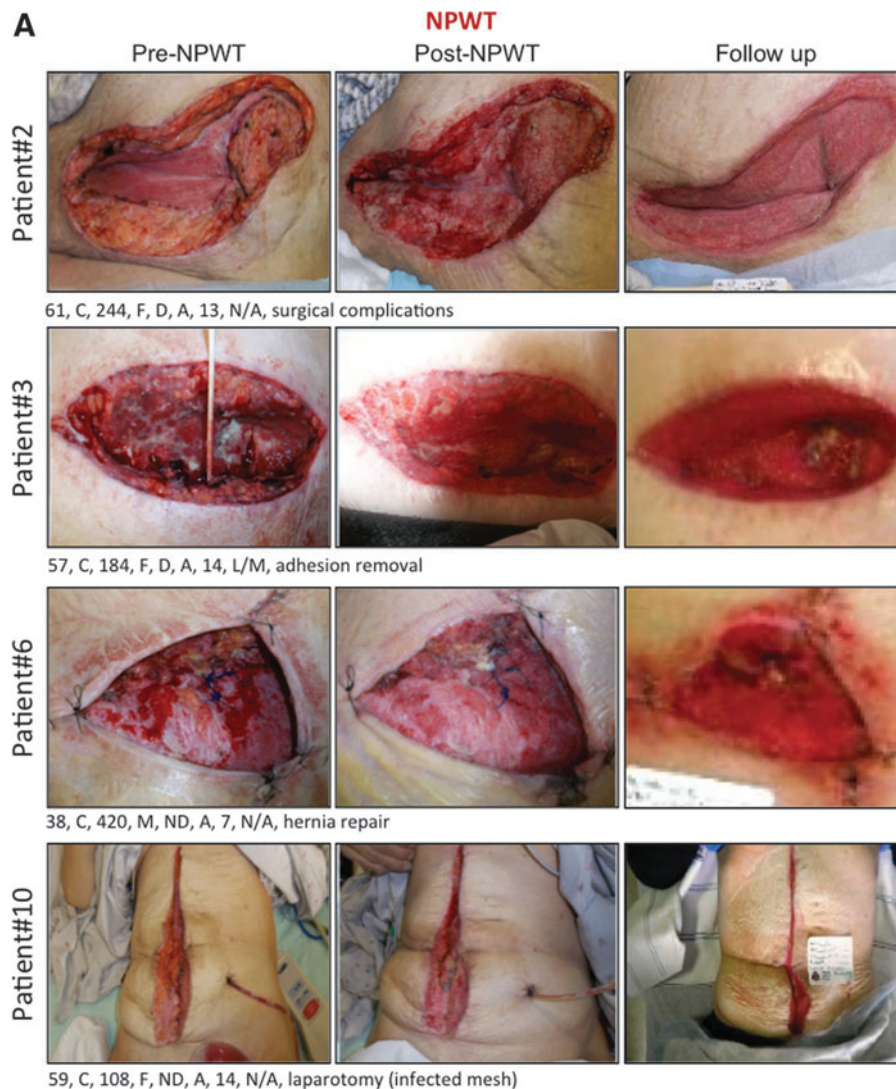 A
NPWT
Pre-NPWT Post-NPWT Follow up
Patient#2
61, C, 244, F, D, A, 13, N/A, surgical complications
Patient#3
57, C, 184, F, D, A, 14, L/M, adhesion removal
Patient#6
38, C, 420, M, ND, A, 7, N/A, hernia repair
Patient#10
59, C, 108, F, ND, A, 14, N/A, laparotomy (infected mesh)